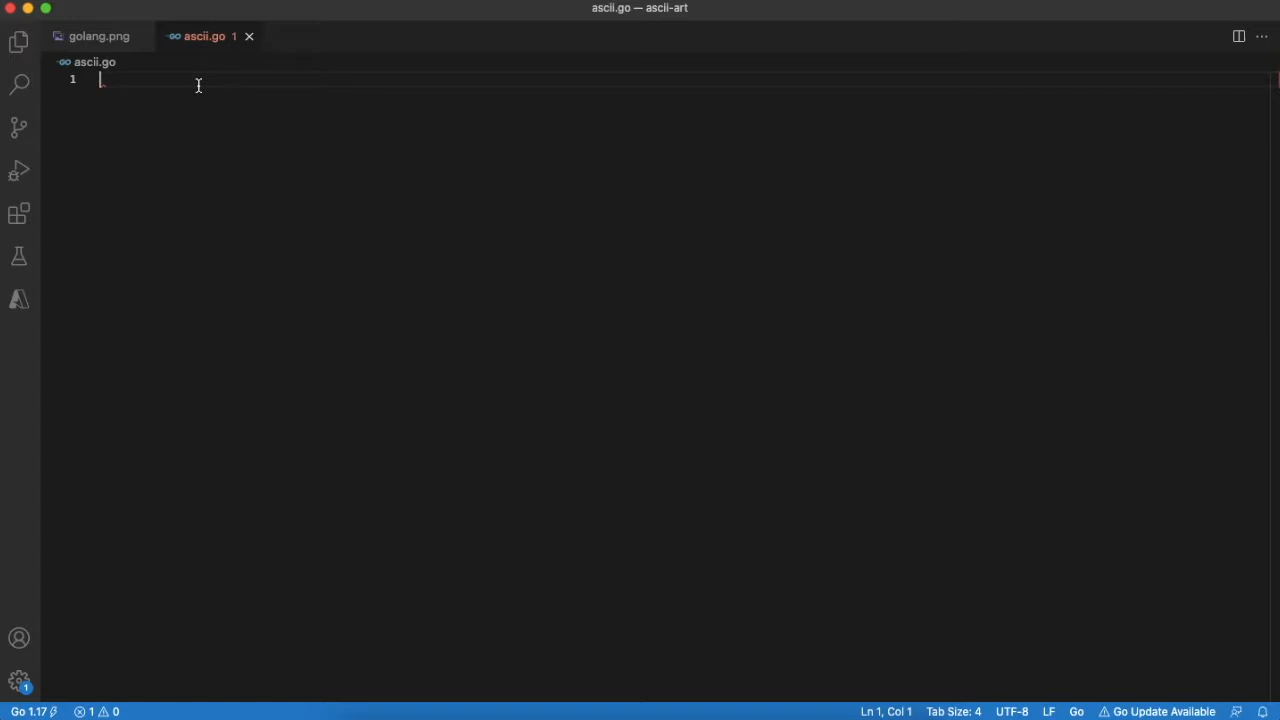 ascii.go — ascii-art
golang.png
ascii.go 1
ascii.go
1
1
Go 1.17
1 0
Ln 1, Col 1
Tab Size: 4
UTF-8
LF
Go
Go Update Available